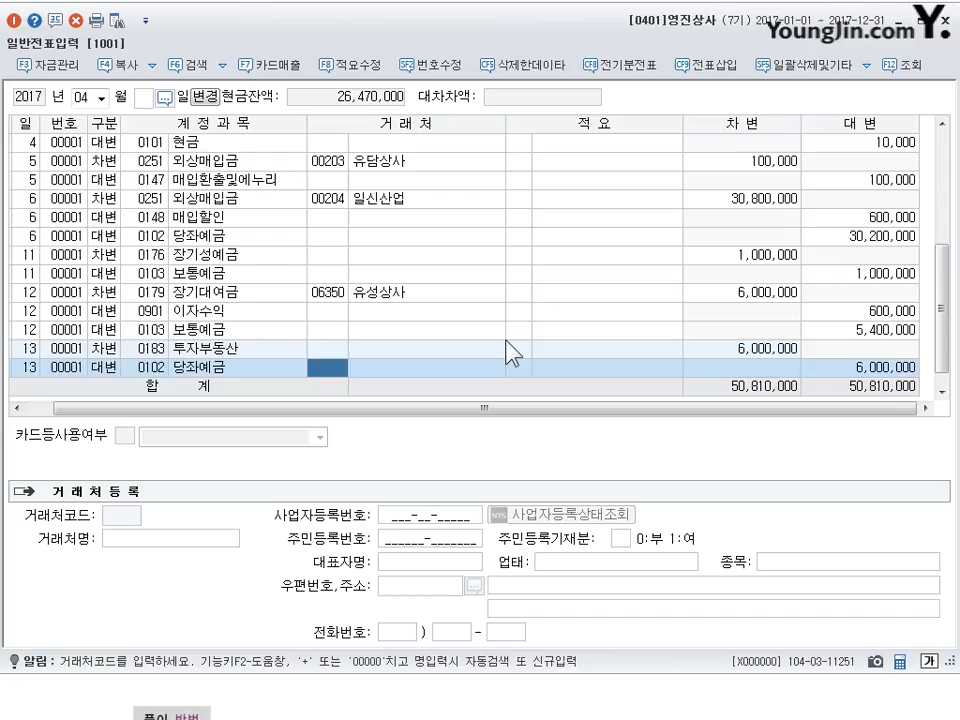 [0401]영진상사 (7기) 2017-01-01 ~ 2017-12-31
YoungJin.com Y.
일반전표입력 [1001]
F3 자금관리 F4 복사 F6 검색 F7 카드매출 F8 적요수정 SF2 번호수정 CF5 삭제한데이타 CF8 전기분전표 CF9 전표삽입 SF5 일괄삭제및기타 F12 조회
2017 년 04 월 일 변경 현금잔액: 26,470,000 대차차액:
일 번호 구분 계 정 과 목 거 래 처 적 요 차 변 대 변
4 00001 대변 0101 현금 10,000
5 00001 차변 0251 외상매입금 00203 유담상사 100,000
5 00001 대변 0147 매입환출및에누리 100,000
6 00001 차변 0251 외상매입금 00204 일신산업 30,800,000
6 00001 대변 0148 매입할인 600,000
6 00001 대변 0102 당좌예금 30,200,000
11 00001 차변 0176 장기성예금 1,000,000
11 00001 대변 0103 보통예금 1,000,000
12 00001 차변 0179 장기대여금 06350 유성상사 6,000,000
12 00001 대변 0901 이자수익 600,000
12 00001 대변 0103 보통예금 5,400,000
13 00001 차변 0183 투자부동산 6,000,000
13 00001 대변 0102 당좌예금 6,000,000
합 계 50,810,000 50,810,000
카드등사용여부
거 래 처 등 록
거래처코드: 사업자등록번호: ___-__-_____ NTS 사업자등록상태조회
거래처명: 주민등록번호: ______-_______ 주민등록기재분: 0:부 1:여
대표자명: 업태: 종목:
우편번호,주소:
전화번호: ) -
알림 : 거래처코드를 입력하세요. 기능키F2-도움창, '+' 또는 '00000'치고 명입력시 자동검색 또 신규입력 [X000000] 104-03-11251 가
풀이 방법